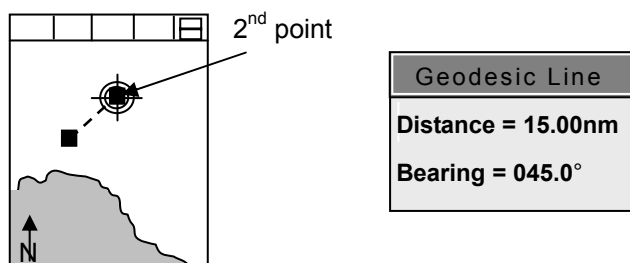 2nd point
Geodesic Line
Distance = 15.00nm
Bearing = 045.0°
N